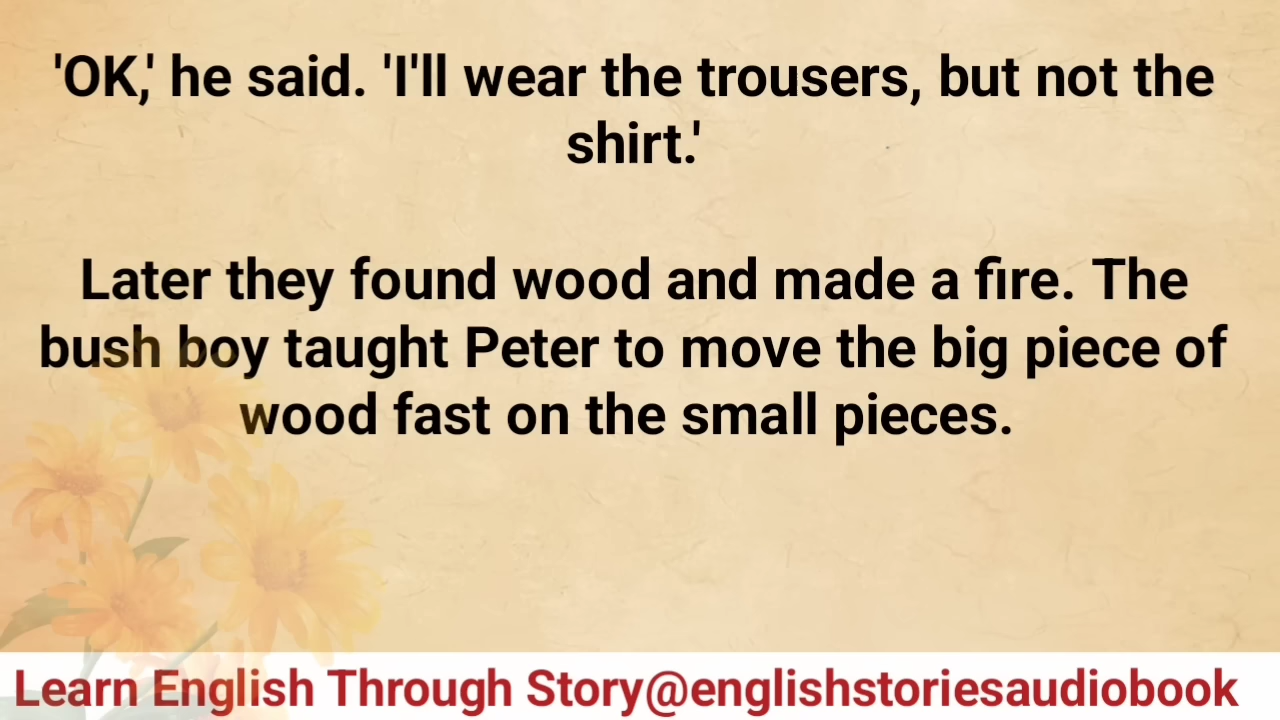 'OK,' he said. 'I'll wear the trousers, but not the
shirt.'
Later they found wood and made a fire. The
bush boy taught Peter to move the big piece of
wood fast on the small pieces.
Learn English Through Story@englishstoriesaudiobook